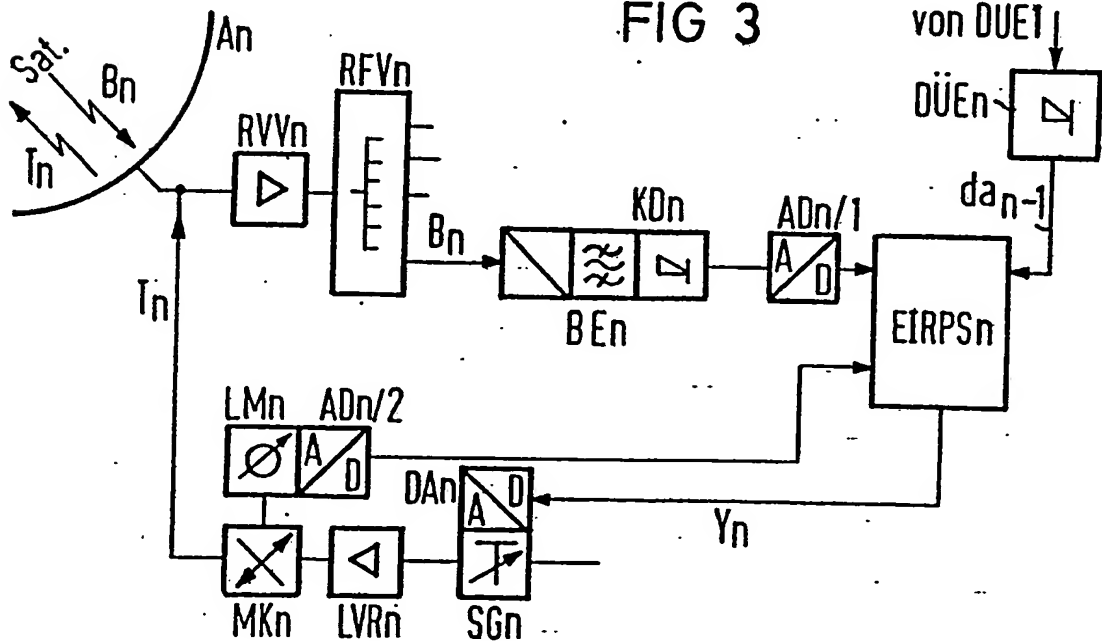 FIG 3
von DUE1
An
Sat.
Bn
Tn
RFVn
RVVn
DÜEn
da n-1
KDn
ADn/1
A
D
Bn
BEn
EIRPSn
Tn
LMn
ADn/2
A
D
DAn
D
A
Yn
MKn
LVRn
SGn